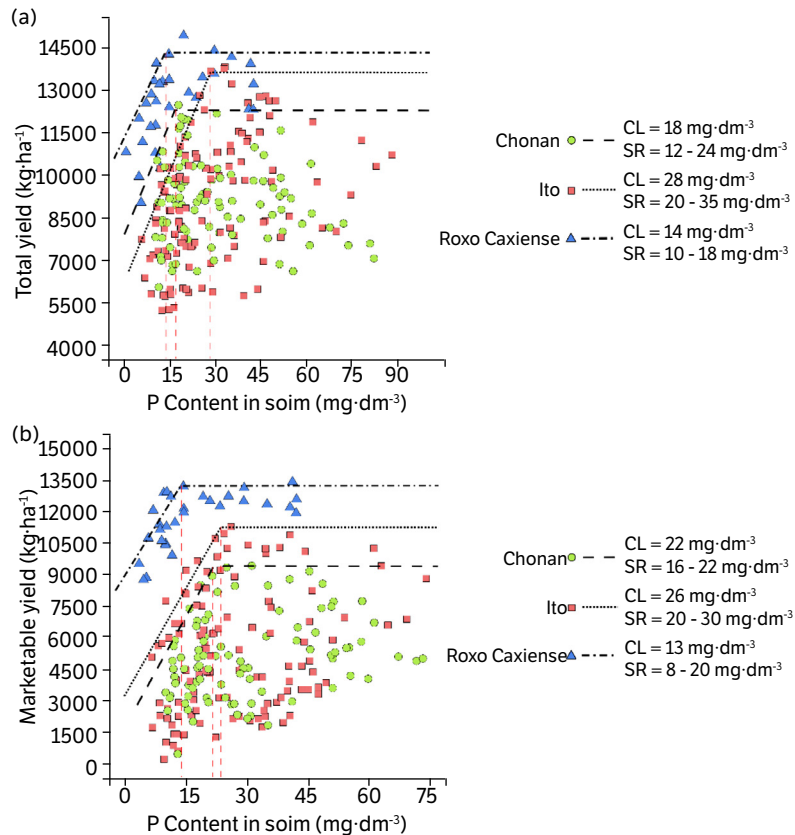 (a)
Total yield (kg·ha⁻¹)
14500
13000
11500
10000
8500
7000
5500
4000
0 15 30 45 60 75 90
P Content in soim (mg·dm⁻³)
Chonan CL = 18 mg·dm⁻³
SR = 12 - 24 mg·dm⁻³
Ito CL = 28 mg·dm⁻³
SR = 20 - 35 mg·dm⁻³
Roxo Caxiense CL = 14 mg·dm⁻³
SR = 10 - 18 mg·dm⁻³
(b)
Marketable yield (kg·ha⁻¹)
15000
13500
12000
10500
9000
7500
6000
4500
3000
1500
0
0 15 30 45 60 75
P Content in soim (mg·dm⁻³)
Chonan CL = 22 mg·dm⁻³
SR = 16 - 22 mg·dm⁻³
Ito CL = 26 mg·dm⁻³
SR = 20 - 30 mg·dm⁻³
Roxo Caxiense CL = 13 mg·dm⁻³
SR = 8 - 20 mg·dm⁻³